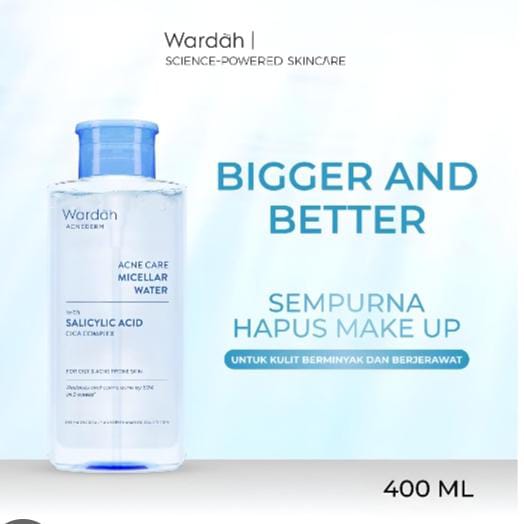 Wardah |
SCIENCE-POWERED SKINCARE
BIGGER AND
BETTER
SEMPURNA
HAPUS MAKE UP
UNTUK KULIT BERMINYAK DAN BERJERAWAT
Wardah
ACNEDERM
ACNE CARE
MICELLAR
WATER
with
SALICYLIC ACID
CICA COMPLEX
FOR OILY & ACNE PRONE SKIN
400 ML